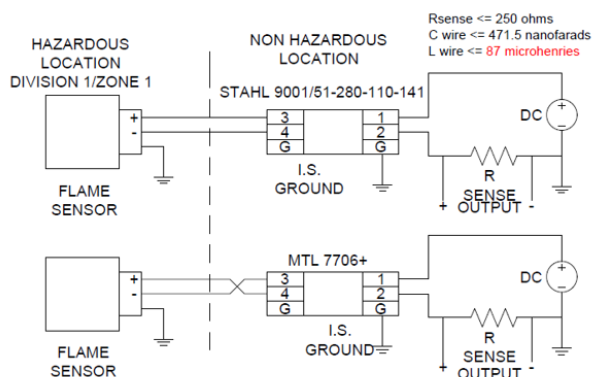 Rsense <= 250 ohms
C wire <= 471.5 nanofarads
L wire <= 87 microhenries
HAZARDOUS
LOCATION
DIVISION 1/ZONE 1
NON HAZARDOUS
LOCATION
STAHL 9001/51-280-110-141
+
-
3
4
G
1
2
DC
+
-
R
+ SENSE -
OUTPUT
I.S.
GROUND
FLAME
SENSOR
MTL 7706+
+
-
3
4
G
1
2
DC
+
-
R
+ SENSE -
OUTPUT
I.S.
GROUND
FLAME
SENSOR